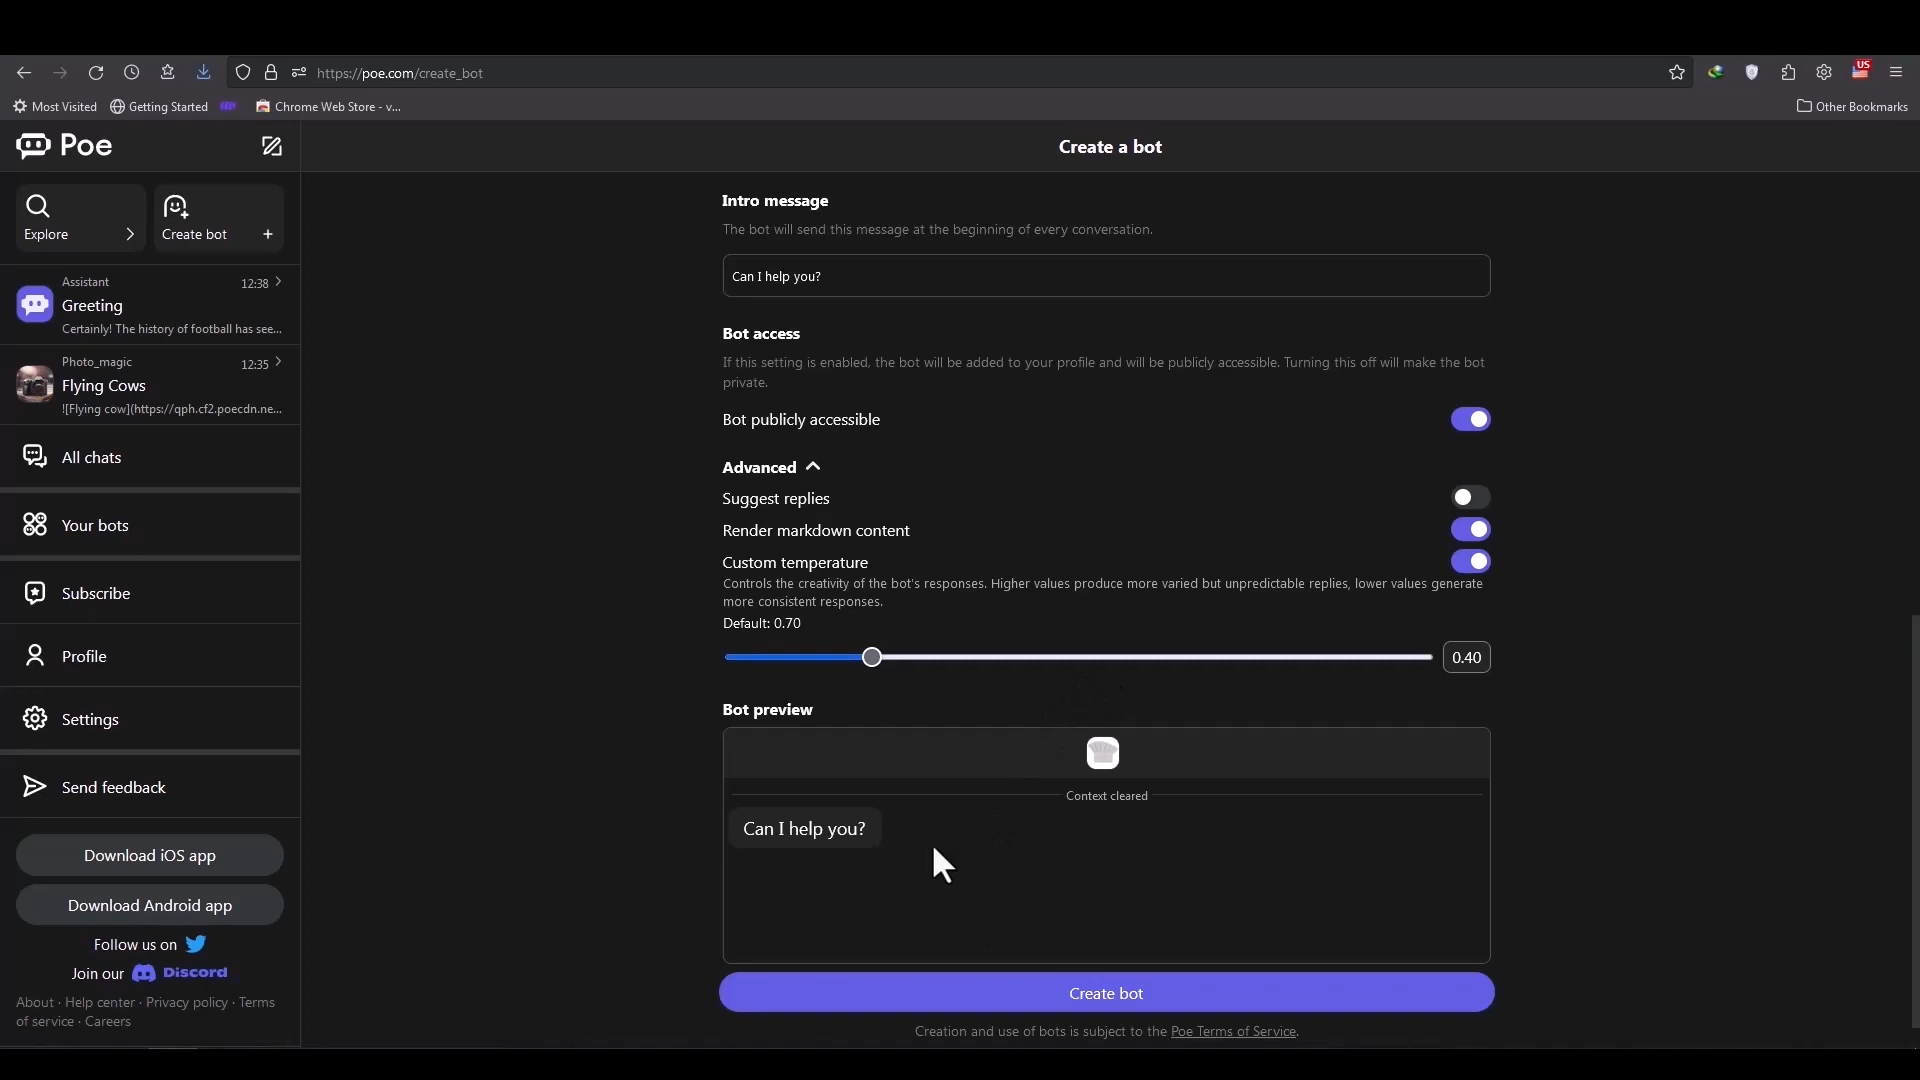 https://poe.com/create_bot
US
Most Visited
Getting Started
Chrome Web Store - v...
Other Bookmarks
Poe
Create a bot
Explore
Create bot +
Assistant
12:38
Greeting
Certainly! The history of football has see...
Photo_magic
12:35
Flying Cows
![Flying cow](https://qph.cf2.poecdn.ne...
All chats
Your bots
Subscribe
Profile
Settings
Send feedback
Download iOS app
Download Android app
Follow us on
Join our Discord
About · Help center · Privacy policy · Terms
of service · Careers
Intro message
The bot will send this message at the beginning of every conversation.
Can I help you?
Bot access
If this setting is enabled, the bot will be added to your profile and will be publicly accessible. Turning this off will make the bot
private.
Bot publicly accessible
Advanced
Suggest replies
Render markdown content
Custom temperature
Controls the creativity of the bot's responses. Higher values produce more varied but unpredictable replies, lower values generate
more consistent responses.
Default: 0.70
0.40
Bot preview
Context cleared
Can I help you?
Create bot
Creation and use of bots is subject to the Poe Terms of Service.